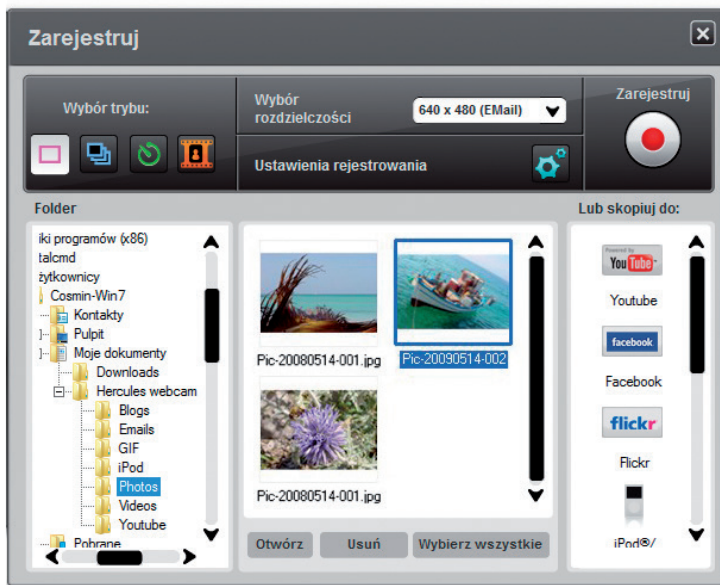 Zarejestruj
Wybór trybu:
Wybór
rozdzielczości
640 x 480 (EMail)
Ustawienia rejestrowania
Zarejestruj
Folder
iki programów (x86)
talcmd
żytkownicy
Cosmin-Win7
Kontakty
Pulpit
Moje dokumenty
Downloads
Hercules webcam
Blogs
Emails
GIF
iPod
Photos
Videos
Youtube
Pobrane
Pic-20080514-001.jpg
Pic-20090514-002
Pic-20080514-001.jpg
Otwórz
Usuń
Wybierz wszystkie
Lub skopiuj do:
Powered by
YouTube
Youtube
facebook
Facebook
flickr
Flickr
iPod®/